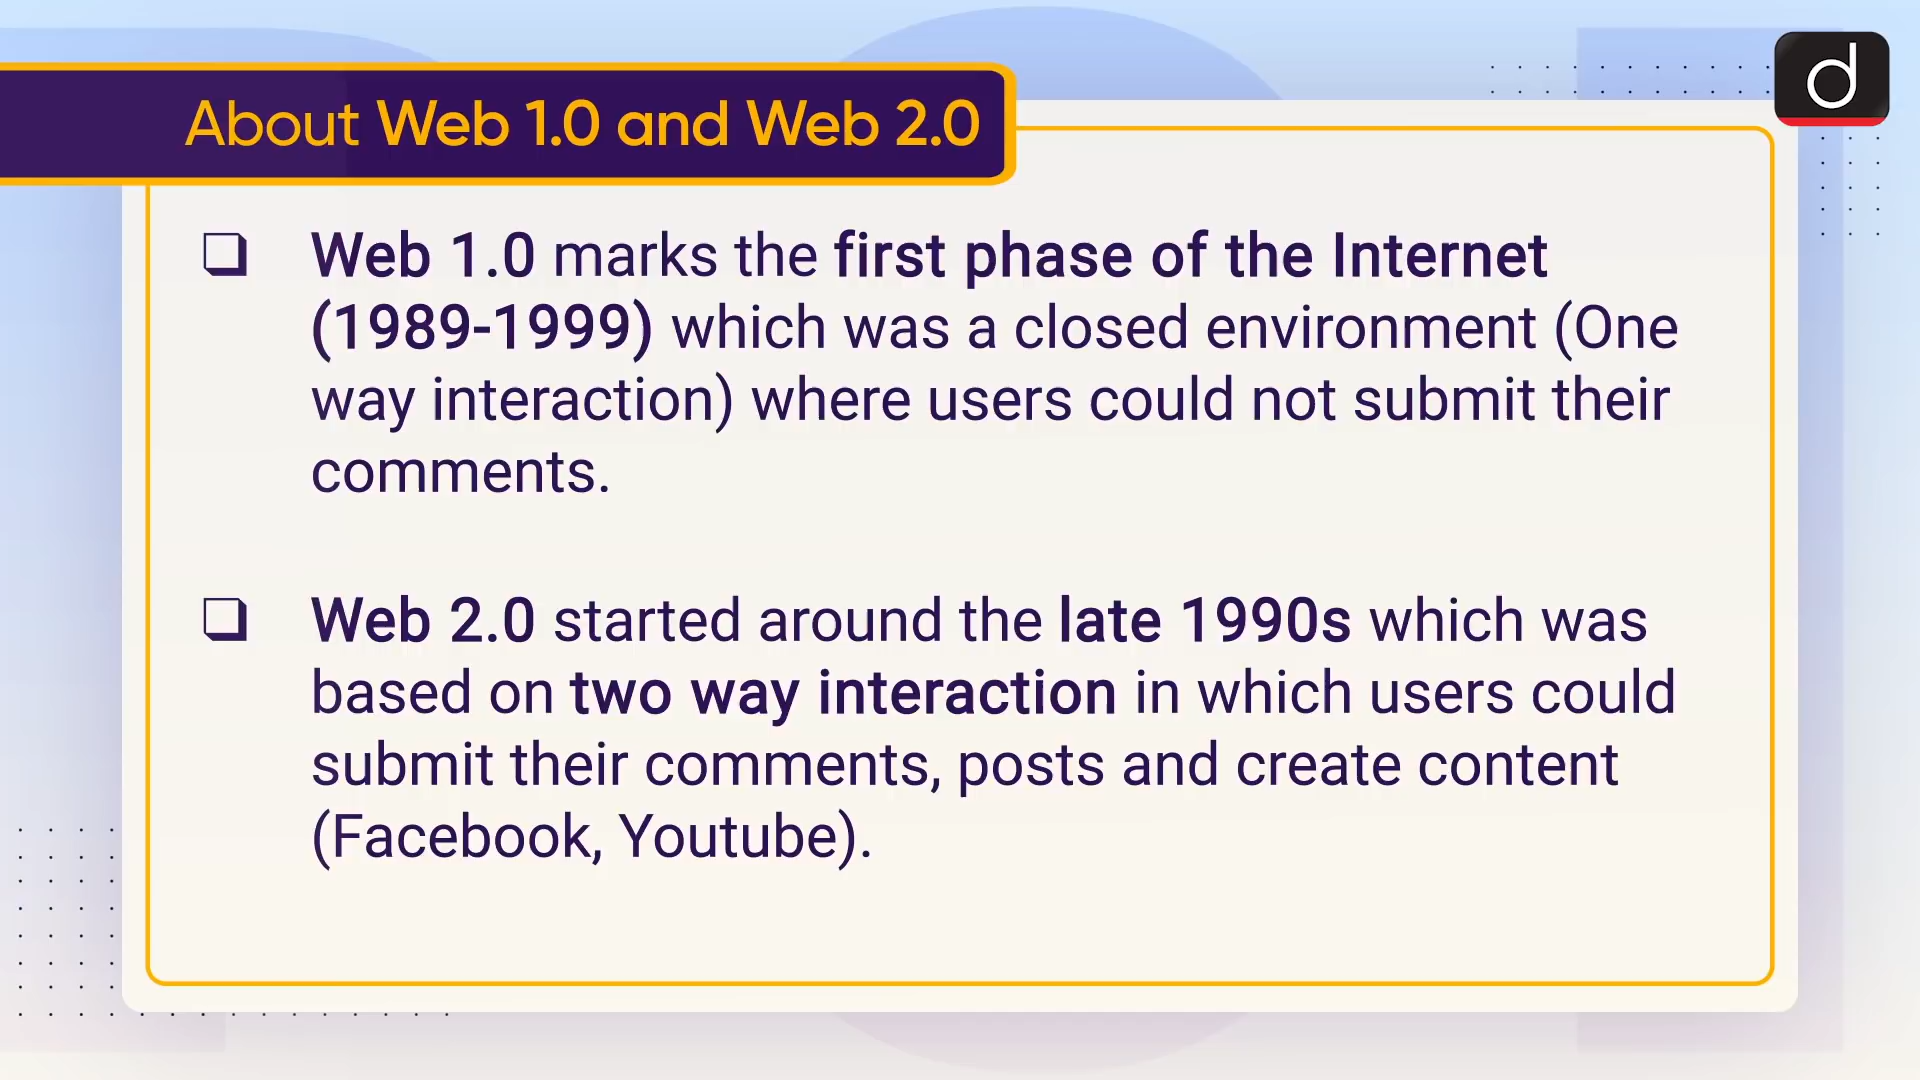 About Web 1.0 and Web 2.0
d
❏ Web 1.0 marks the first phase of the Internet
(1989-1999) which was a closed environment (One
way interaction) where users could not submit their
comments.
❏ Web 2.0 started around the late 1990s which was
based on two way interaction in which users could
submit their comments, posts and create content
(Facebook, Youtube).